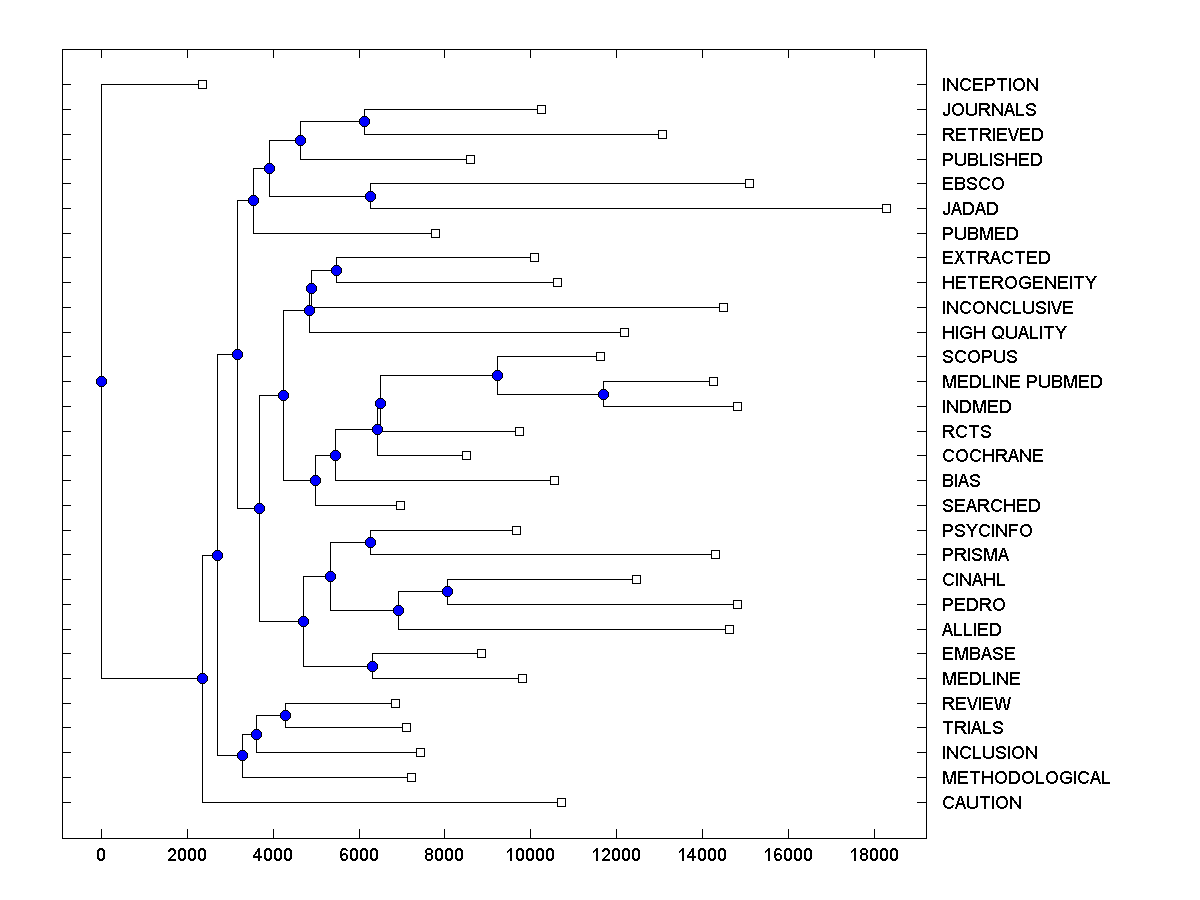 INCEPTION
JOURNALS
RETRIEVED
PUBLISHED
EBSCO
JADAD
PUBMED
EXTRACTED
HETEROGENEITY
INCONCLUSIVE
HIGH QUALITY
SCOPUS
MEDLINE PUBMED
INDMED
RCTS
COCHRANE
BIAS
SEARCHED
PSYCINFO
PRISMA
CINAHL
PEDRO
ALLIED
EMBASE
MEDLINE
REVIEW
TRIALS
INCLUSION
METHODOLOGICAL
CAUTION
0 2000 4000 6000 8000 10000 12000 14000 16000 18000